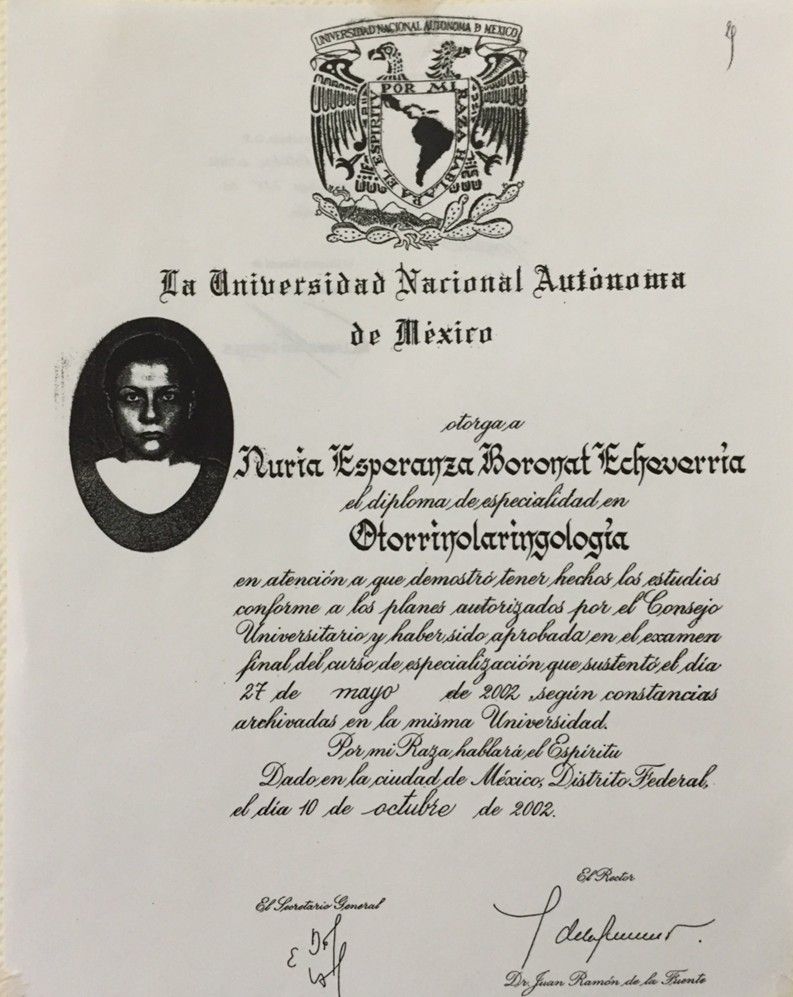 UNIVERSIDAD NACIONAL AUTONOMA D MEXICO
POR MI RAZA HABLARA EL ESPIRITU
La Universidad Nacional Autónoma
de México
otorga a
Nuria Esperanza Boronat Echeverría
el diploma de especialidad en
Otorrinolaringología
en atención a que demostró tener hechos los estudios
conforme a los planes autorizados por el Consejo
Universitario y haber sido aprobada en el examen
final del curso de especialización que sustentó el día
27 de mayo de 2002, según constancias
archivadas en la misma Universidad.
Por mi Raza hablará el Espíritu
Dado en la ciudad de México, Distrito Federal,
el día 10 de octubre de 2002.
El Rector
El Secretario General
Dr. Juan Ramón de la Fuente